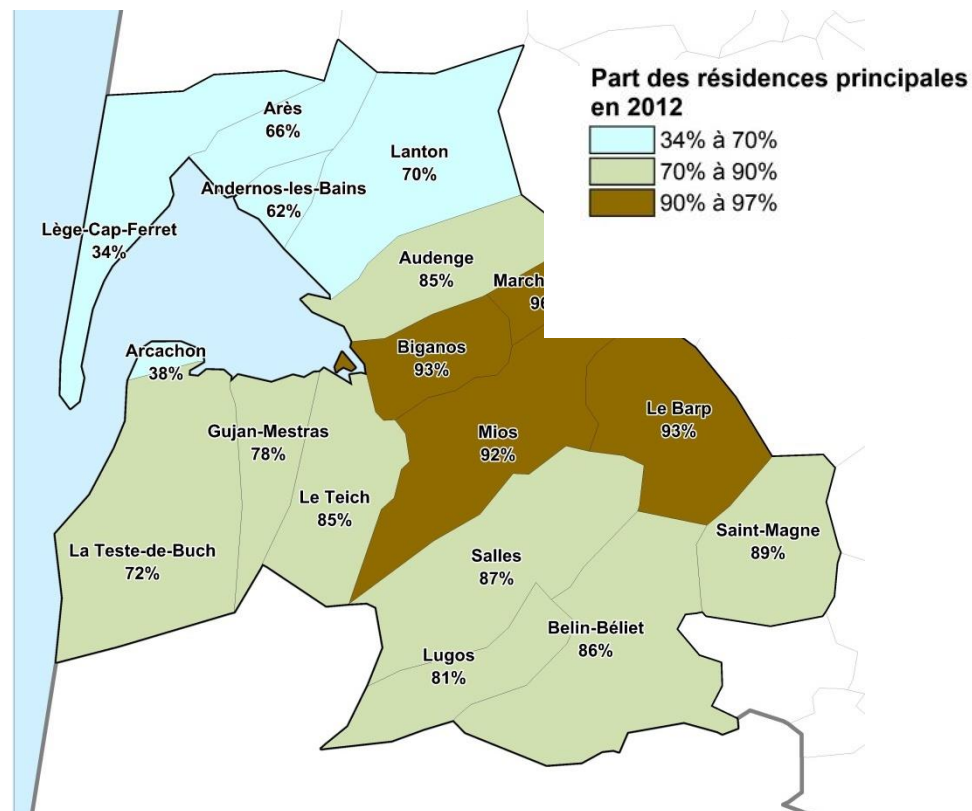 Part des résidences principales
en 2012
34% à 70%
70% à 90%
90% à 97%
Arès
66%
Lanton
70%
Andernos-les-Bains
62%
Lège-Cap-Ferret
34%
Audenge
85%
Arcachon
38%
Biganos
93%
Le Barp
93%
Gujan-Mestras
78%
Mios
92%
Le Teich
85%
La Teste-de-Buch
72%
Salles
87%
Saint-Magne
89%
Lugos
81%
Belin-Béliet
86%